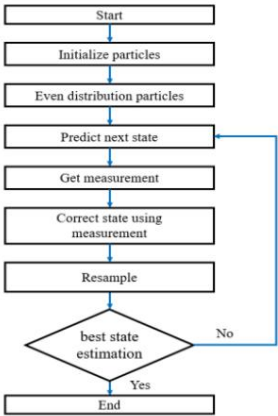 Start
Initialize particles
Even distribution particles
Predict next state
Get measurement
Correct state using
measurement
Resample
best state
estimation
No
Yes
End